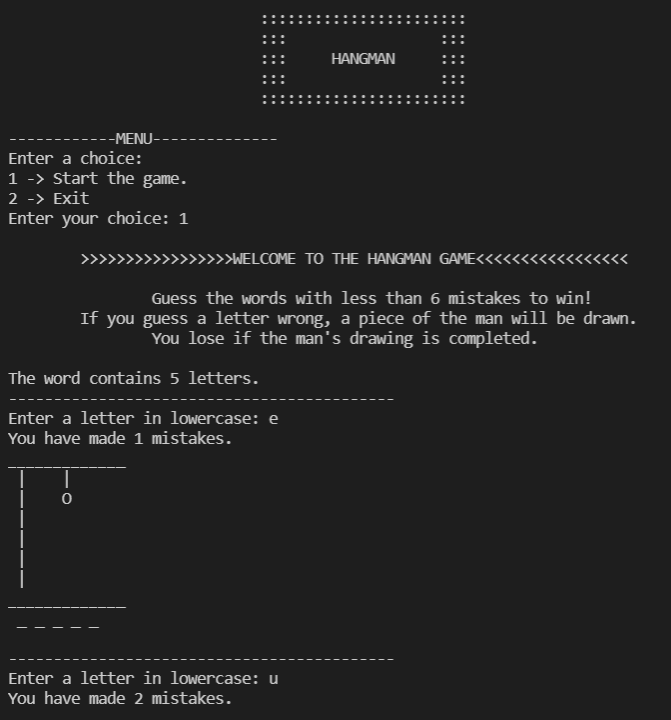 :::::::::::::::::::::::
:::                 :::
:::     HANGMAN     :::
:::                 :::
:::::::::::::::::::::::
------------MENU--------------
Enter a choice:
1 -> Start the game.
2 -> Exit
Enter your choice: 1
>>>>>>>>>>>>>>>>>WELCOME TO THE HANGMAN GAME<<<<<<<<<<<<<<<<<
Guess the words with less than 6 mistakes to win!
If you guess a letter wrong, a piece of the man will be drawn.
You lose if the man's drawing is completed.
The word contains 5 letters.
-------------------------------------------
Enter a letter in lowercase: e
You have made 1 mistakes.
_____________
 |    |
 |    O
 |
 |
 |
 |
_____________
 _ _ _ _ _
-------------------------------------------
Enter a letter in lowercase: u
You have made 2 mistakes.